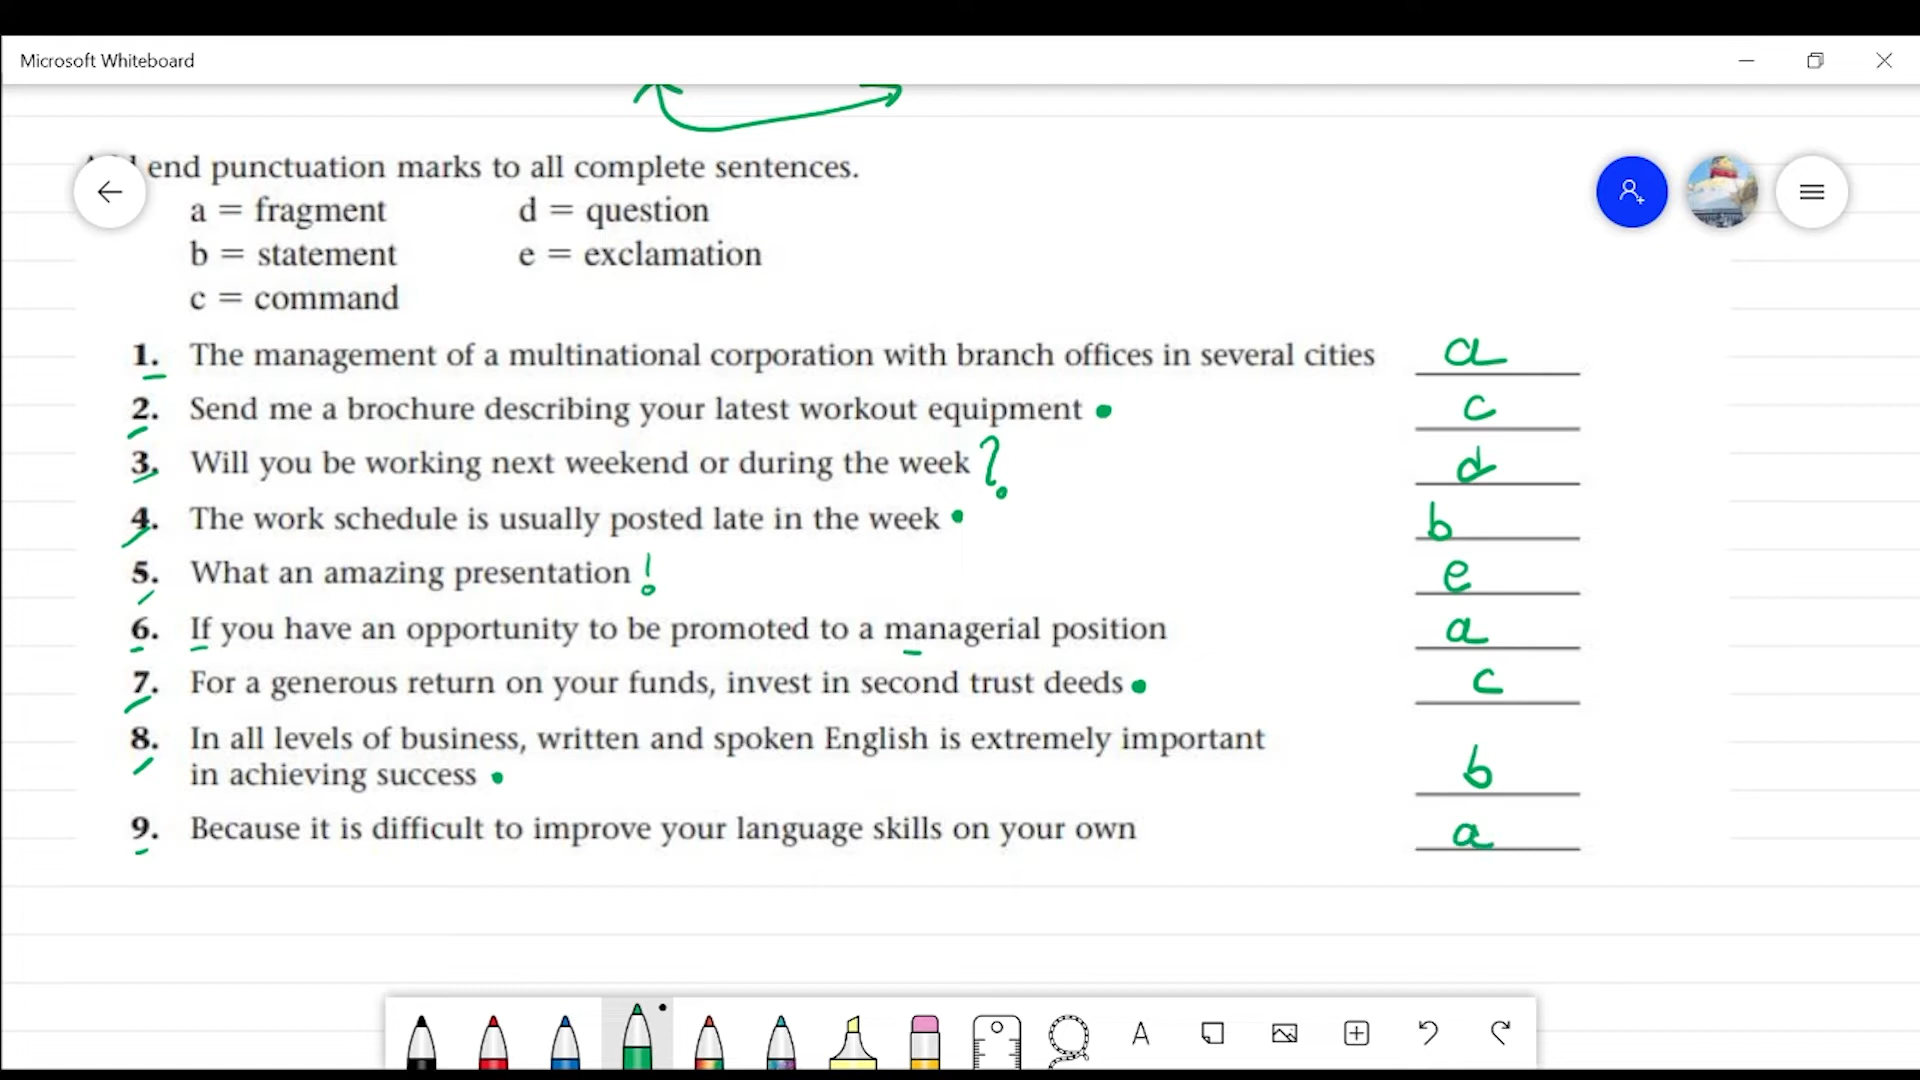 Microsoft Whiteboard
end punctuation marks to all complete sentences.
a = fragment d = question
b = statement e = exclamation
c = command
1. The management of a multinational corporation with branch offices in several cities a
2. Send me a brochure describing your latest workout equipment . c
3. Will you be working next weekend or during the week ? d
4. The work schedule is usually posted late in the week . b
5. What an amazing presentation ! e
6. If you have an opportunity to be promoted to a managerial position a
7. For a generous return on your funds, invest in second trust deeds . c
8. In all levels of business, written and spoken English is extremely important
in achieving success . b
9. Because it is difficult to improve your language skills on your own a
A